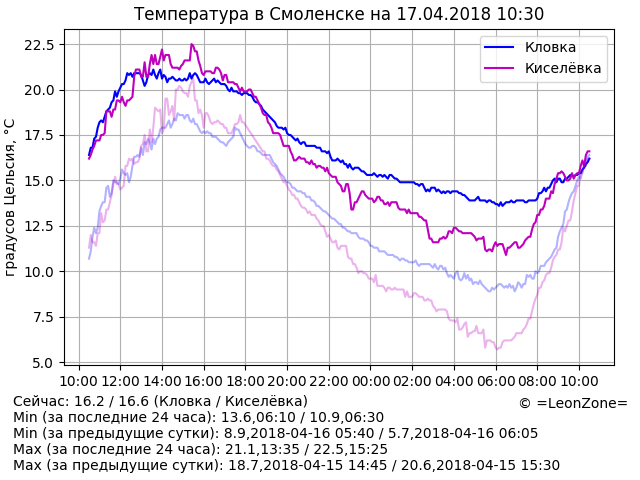 Температура в Смоленске на 17.04.2018 10:30
Кловка
Киселёвка
градусов Цельсия, °C
22.5
20.0
17.5
15.0
12.5
10.0
7.5
5.0
10:00 12:00 14:00 16:00 18:00 20:00 22:00 00:00 02:00 04:00 06:00 08:00 10:00
Сейчас: 16.2 / 16.6 (Кловка / Киселёвка)
© =LeonZone=
Min (за последние 24 часа): 13.6,06:10 / 10.9,06:30
Min (за предыдущие сутки): 8.9,2018-04-16 05:40 / 5.7,2018-04-16 06:05
Max (за последние 24 часа): 21.1,13:35 / 22.5,15:25
Max (за предыдущие сутки): 18.7,2018-04-15 14:45 / 20.6,2018-04-15 15:30